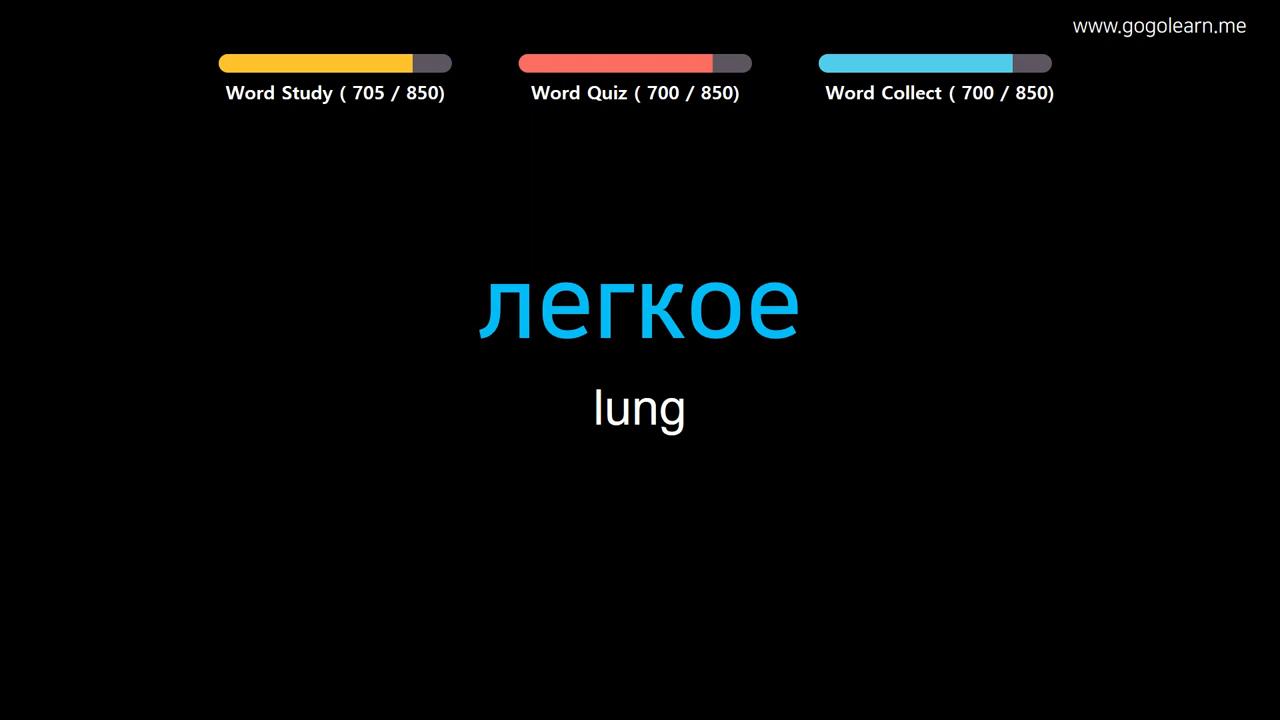 www.gogolearn.me
Word Study ( 705 / 850)
Word Quiz ( 700 / 850)
Word Collect ( 700 / 850)
легкое
lung